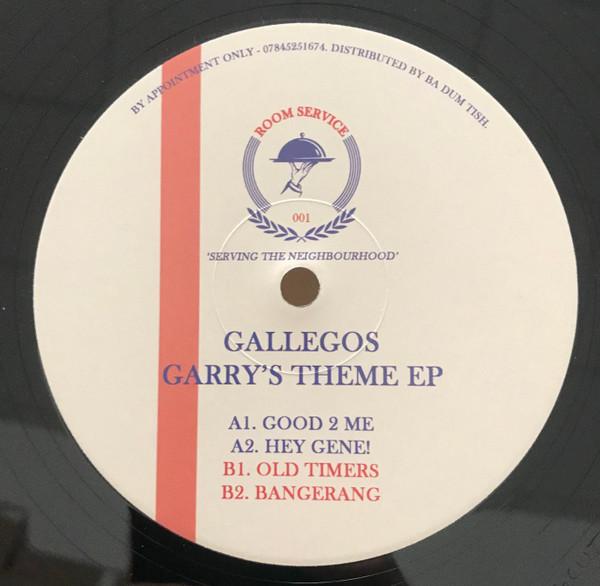 BY APPOINTMENT ONLY - 07845251674. DISTRIBUTED BY BA DUM TISH.
ROOM SERVICE
001
'SERVING THE NEIGHBOURHOOD'
GALLEGOS
GARRY'S THEME EP
A1. GOOD 2 ME
A2. HEY GENE!
B1. OLD TIMERS
B2. BANGERANG